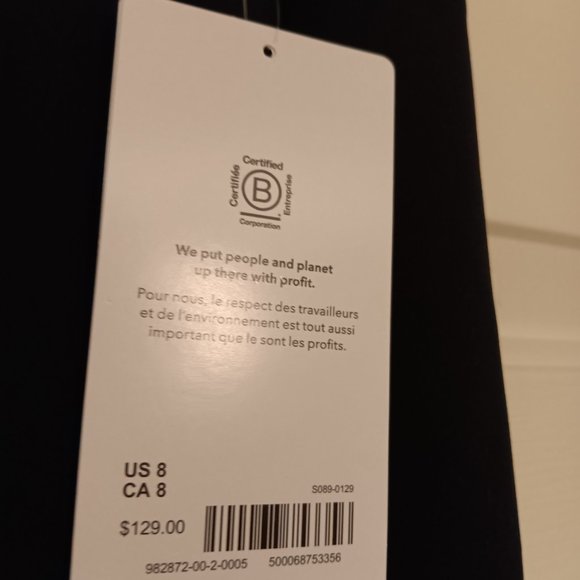 Certified
Certifiée
B
Entreprise
Corporation
We put people and planet
up there with profit.
Pour nous, le respect des travailleurs
et de l'environnement est tout aussi
important que le sont les profits.
US 8
CA 8
S089-0129
$129.00
982872-00-2-0005 500068753356